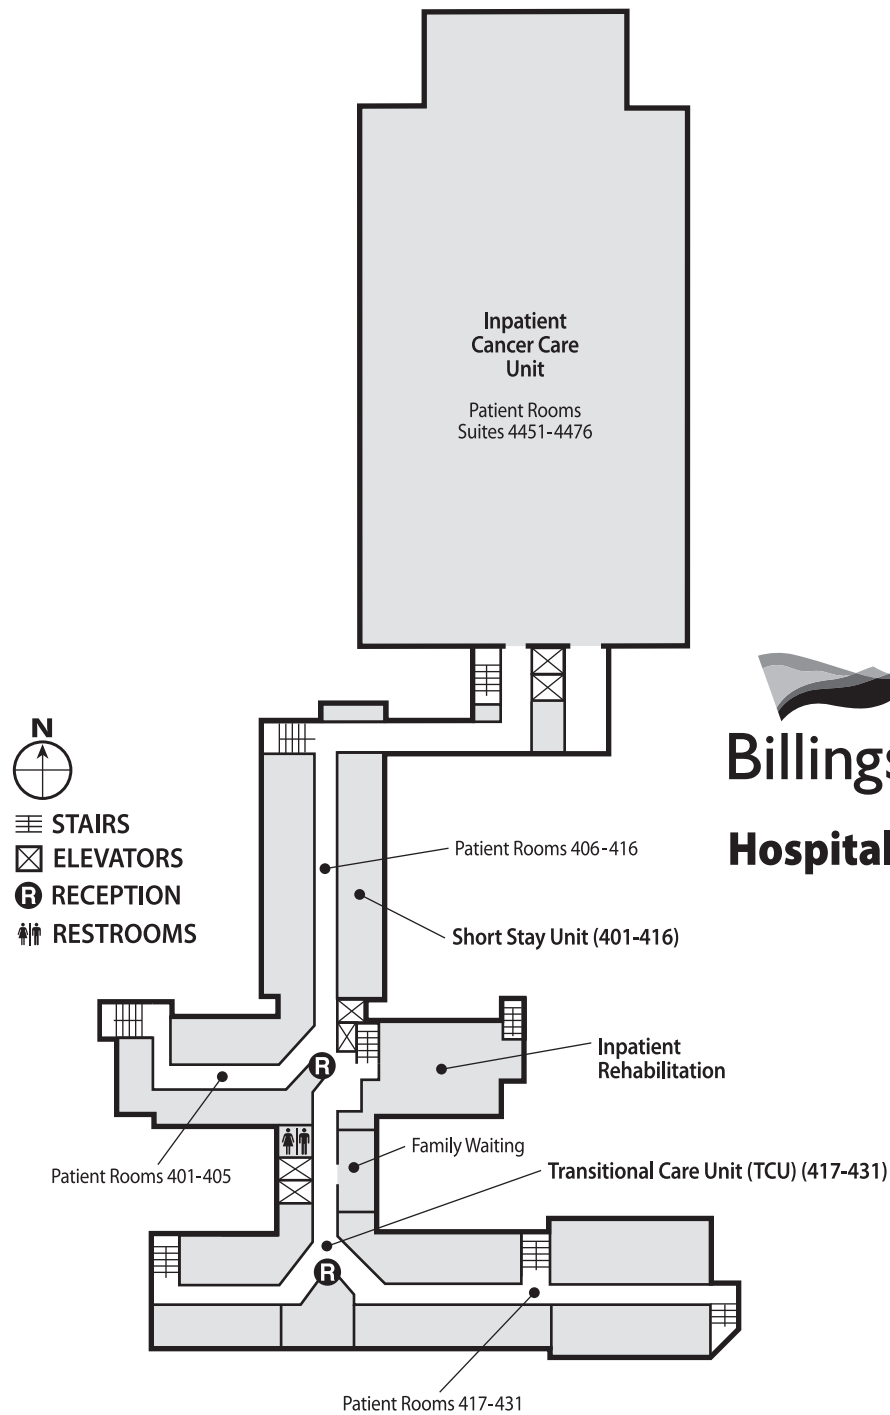 Inpatient
Cancer Care
Unit
Patient Rooms
Suites 4451-4476
N
STAIRS
ELEVATORS
R RECEPTION
RESTROOMS
Billings
Hospital
Patient Rooms 406-416
Short Stay Unit (401-416)
Inpatient
Rehabilitation
R
Family Waiting
Patient Rooms 401-405
Transitional Care Unit (TCU) (417-431)
R
Patient Rooms 417-431